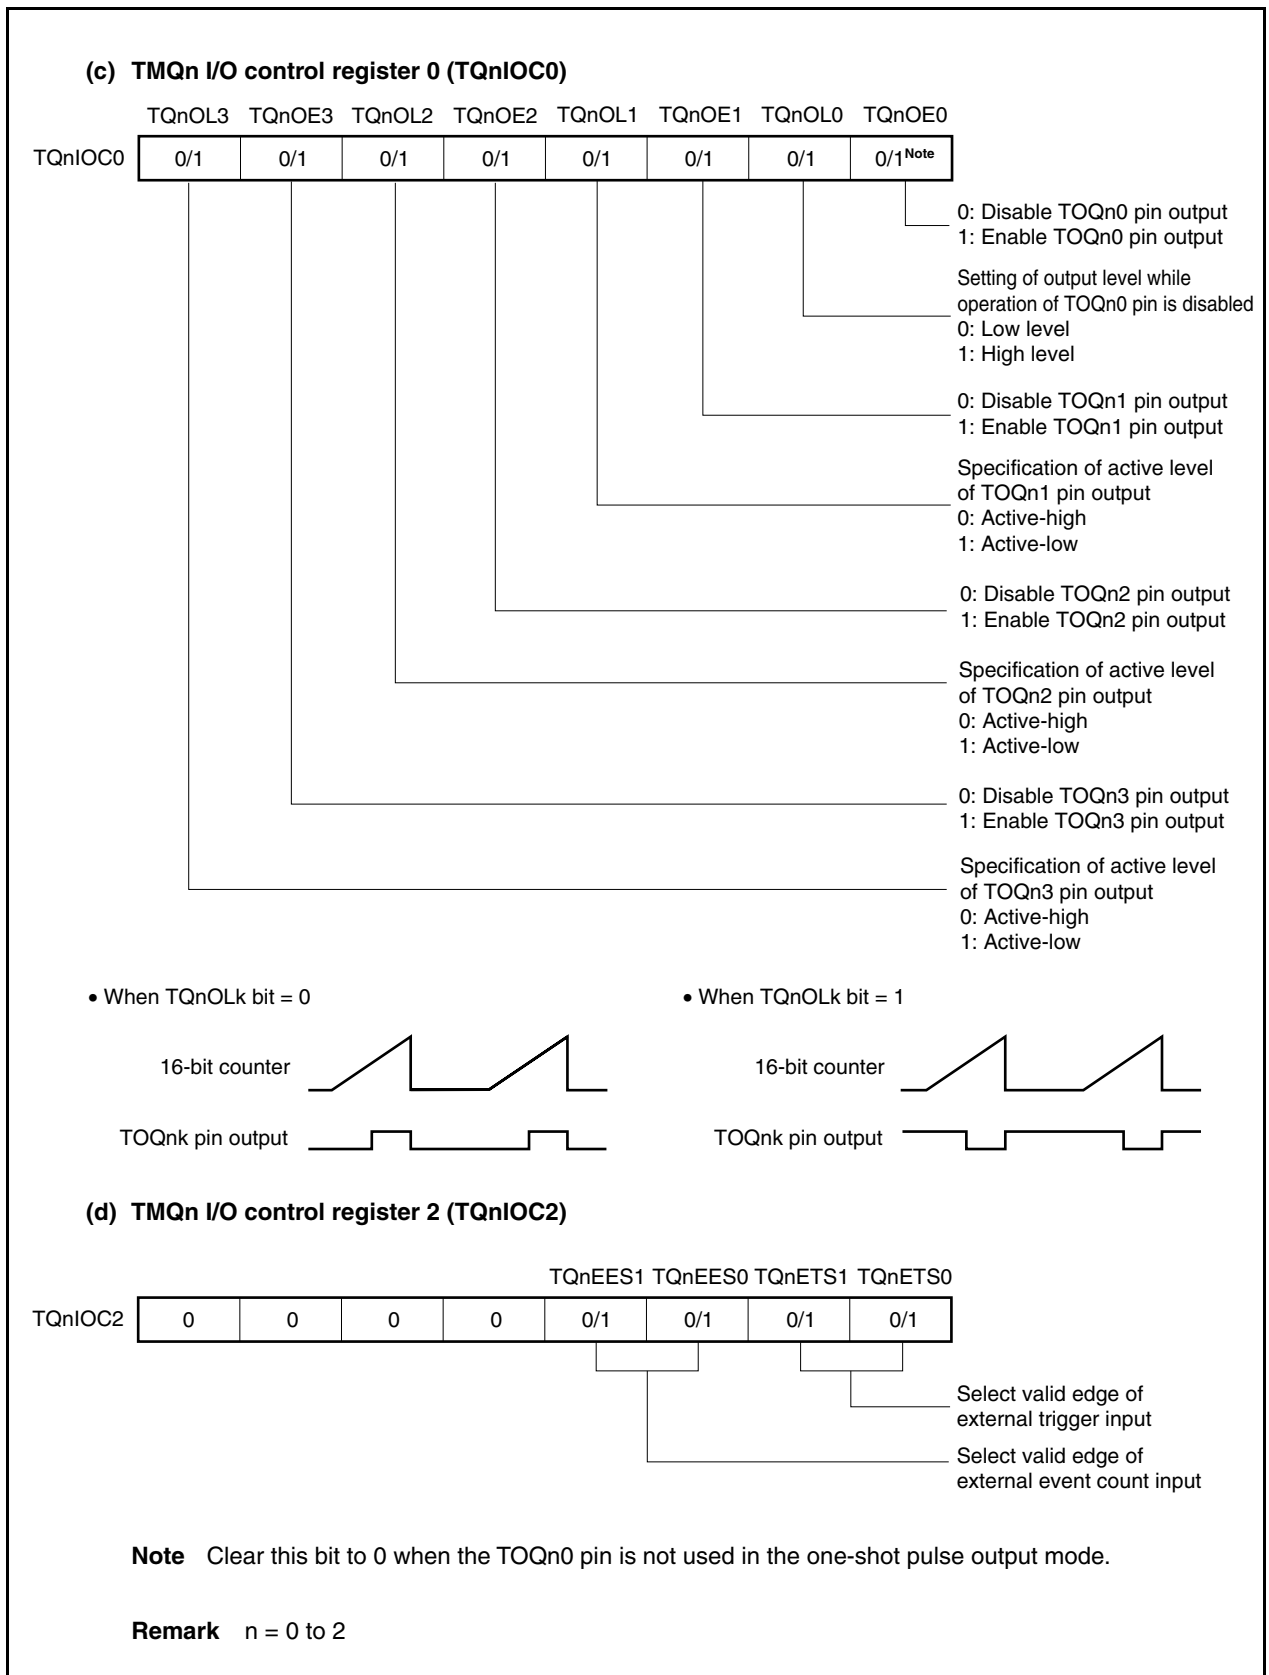 (c) TMQn I/O control register 0 (TQnIOC0)
TQnOL3 TQnOE3 TQnOL2 TQnOE2 TQnOL1 TQnOE1 TQnOL0 TQnOE0
TQnIOC0 0/1 0/1 0/1 0/1 0/1 0/1 0/1 0/1Note
0: Disable TOQn0 pin output
1: Enable TOQn0 pin output
Setting of output level while
operation of TOQn0 pin is disabled
0: Low level
1: High level
0: Disable TOQn1 pin output
1: Enable TOQn1 pin output
Specification of active level
of TOQn1 pin output
0: Active-high
1: Active-low
0: Disable TOQn2 pin output
1: Enable TOQn2 pin output
Specification of active level
of TOQn2 pin output
0: Active-high
1: Active-low
0: Disable TOQn3 pin output
1: Enable TOQn3 pin output
Specification of active level
of TOQn3 pin output
0: Active-high
1: Active-low
• When TQnOLk bit = 0
16-bit counter
TOQnk pin output
• When TQnOLk bit = 1
16-bit counter
TOQnk pin output
(d) TMQn I/O control register 2 (TQnIOC2)
TQnEES1 TQnEES0 TQnETS1 TQnETS0
TQnIOC2 0 0 0 0 0/1 0/1 0/1 0/1
Select valid edge of
external trigger input
Select valid edge of
external event count input
Note Clear this bit to 0 when the TOQn0 pin is not used in the one-shot pulse output mode.
Remark n = 0 to 2